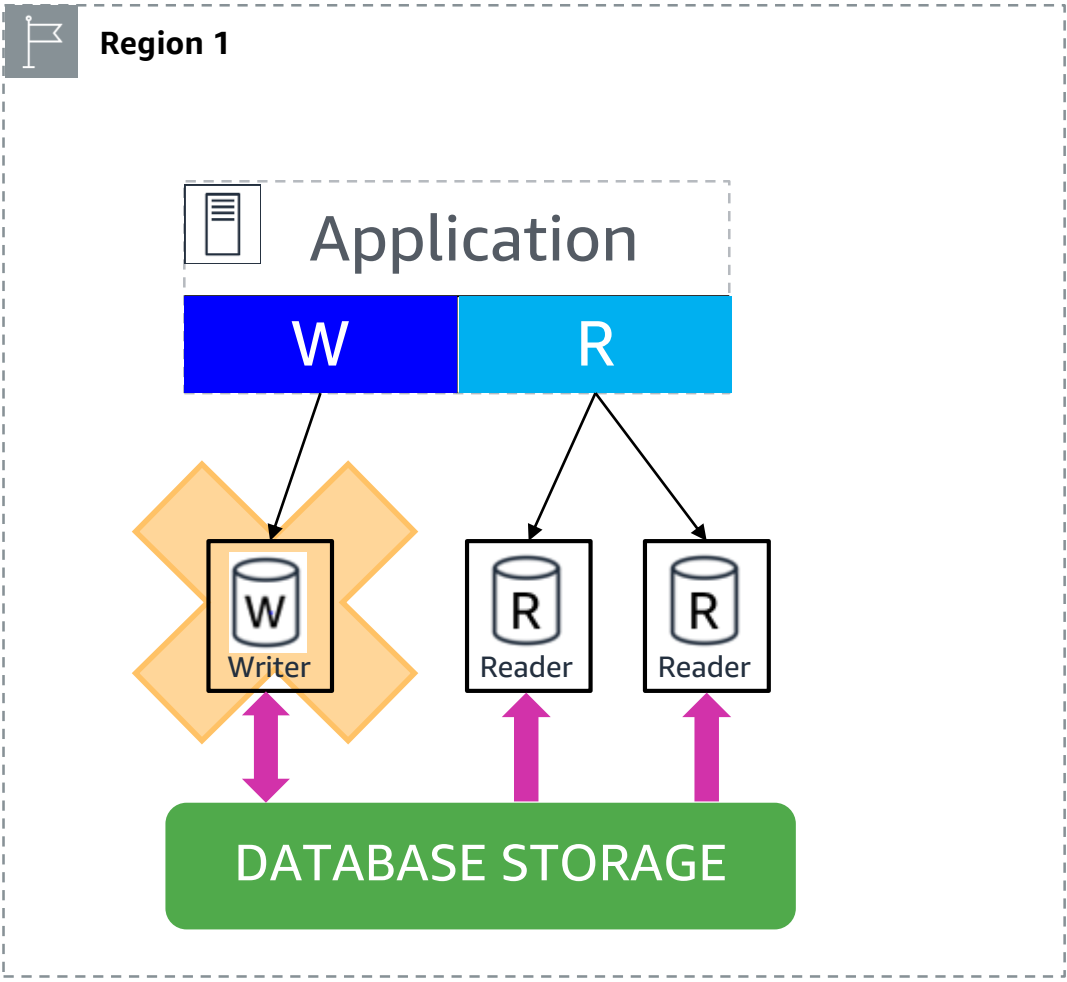 Region 1
Application
W
R
W
Writer
R
Reader
R
Reader
DATABASE STORAGE